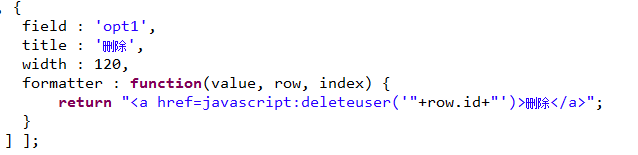 , {
field : 'opt1',
title : '删除',
width : 120,
formatter : function(value, row, index) {
return "<a href=javascript:deleteuser('"+row.id+"')>删除</a>";
}
] ];